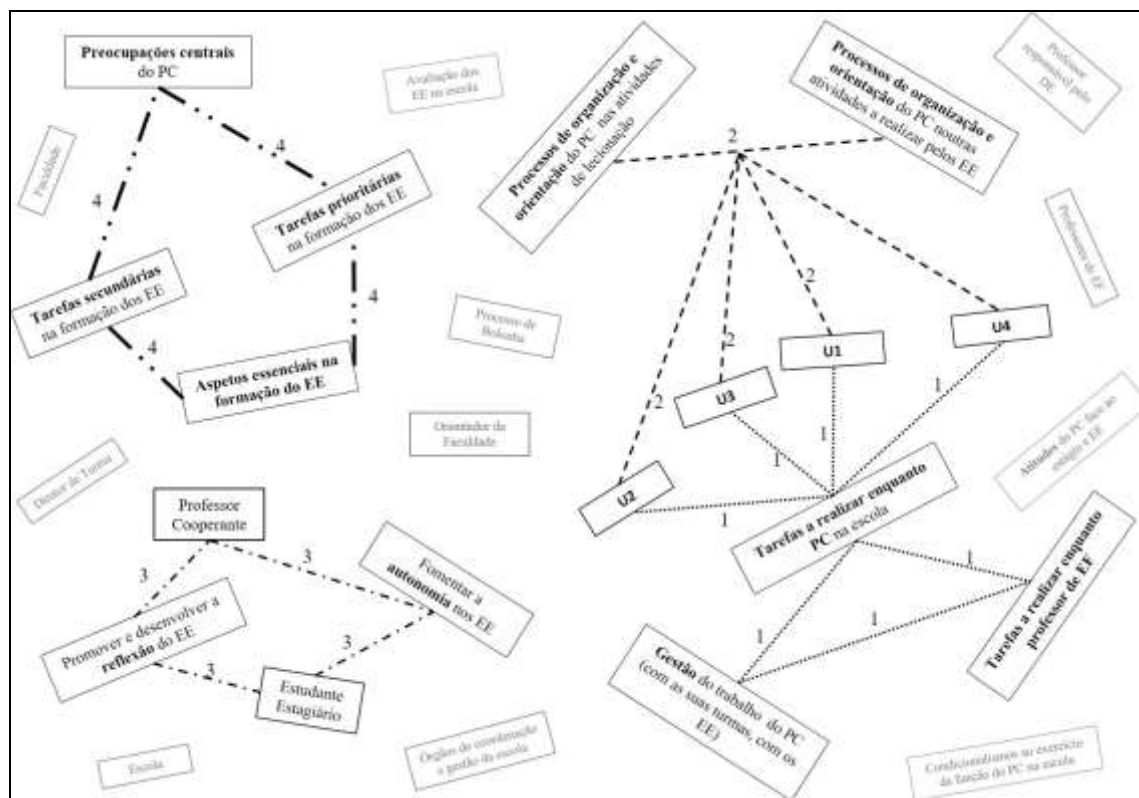 Preocupações centrais
do PC
Avaliação dos
EE na escola
Processos de organização e
orientação do PC nas atividades
de lecionação
Processos de organização e
orientação do PC noutras
atividades a realizar pelos EE
Professor
responsável pelo
DE
Faculdade
4
4
2
Tarefas prioritárias
na formação dos EE
Professores de EF
Tarefas secundárias
na formação dos EE
4
4
Processo de
Bolonha
2
2
2
U1
U4
Aspetos essenciais na
formação do EE
U3
1
Orientador da
Faculdade
1
1
Atitudes do PC face ao
estágio e EE
Diretor de Turma
U2
1
Professor
Cooperante
Tarefas a realizar enquanto
PC na escola
Tarefas a realizar enquanto
professor de EF
3
3
Fomentar a
autonomia nos EE
1
1
1
Promover e desenvolver a
reflexão do EE
3
3
Estudante
Estagiário
Gestão do trabalho do PC
(com as suas turmas, com os
EE)
Escola
Órgãos de coordenação
e gestão da escola
Condicionalismos ao exercício
da função do PC na escola